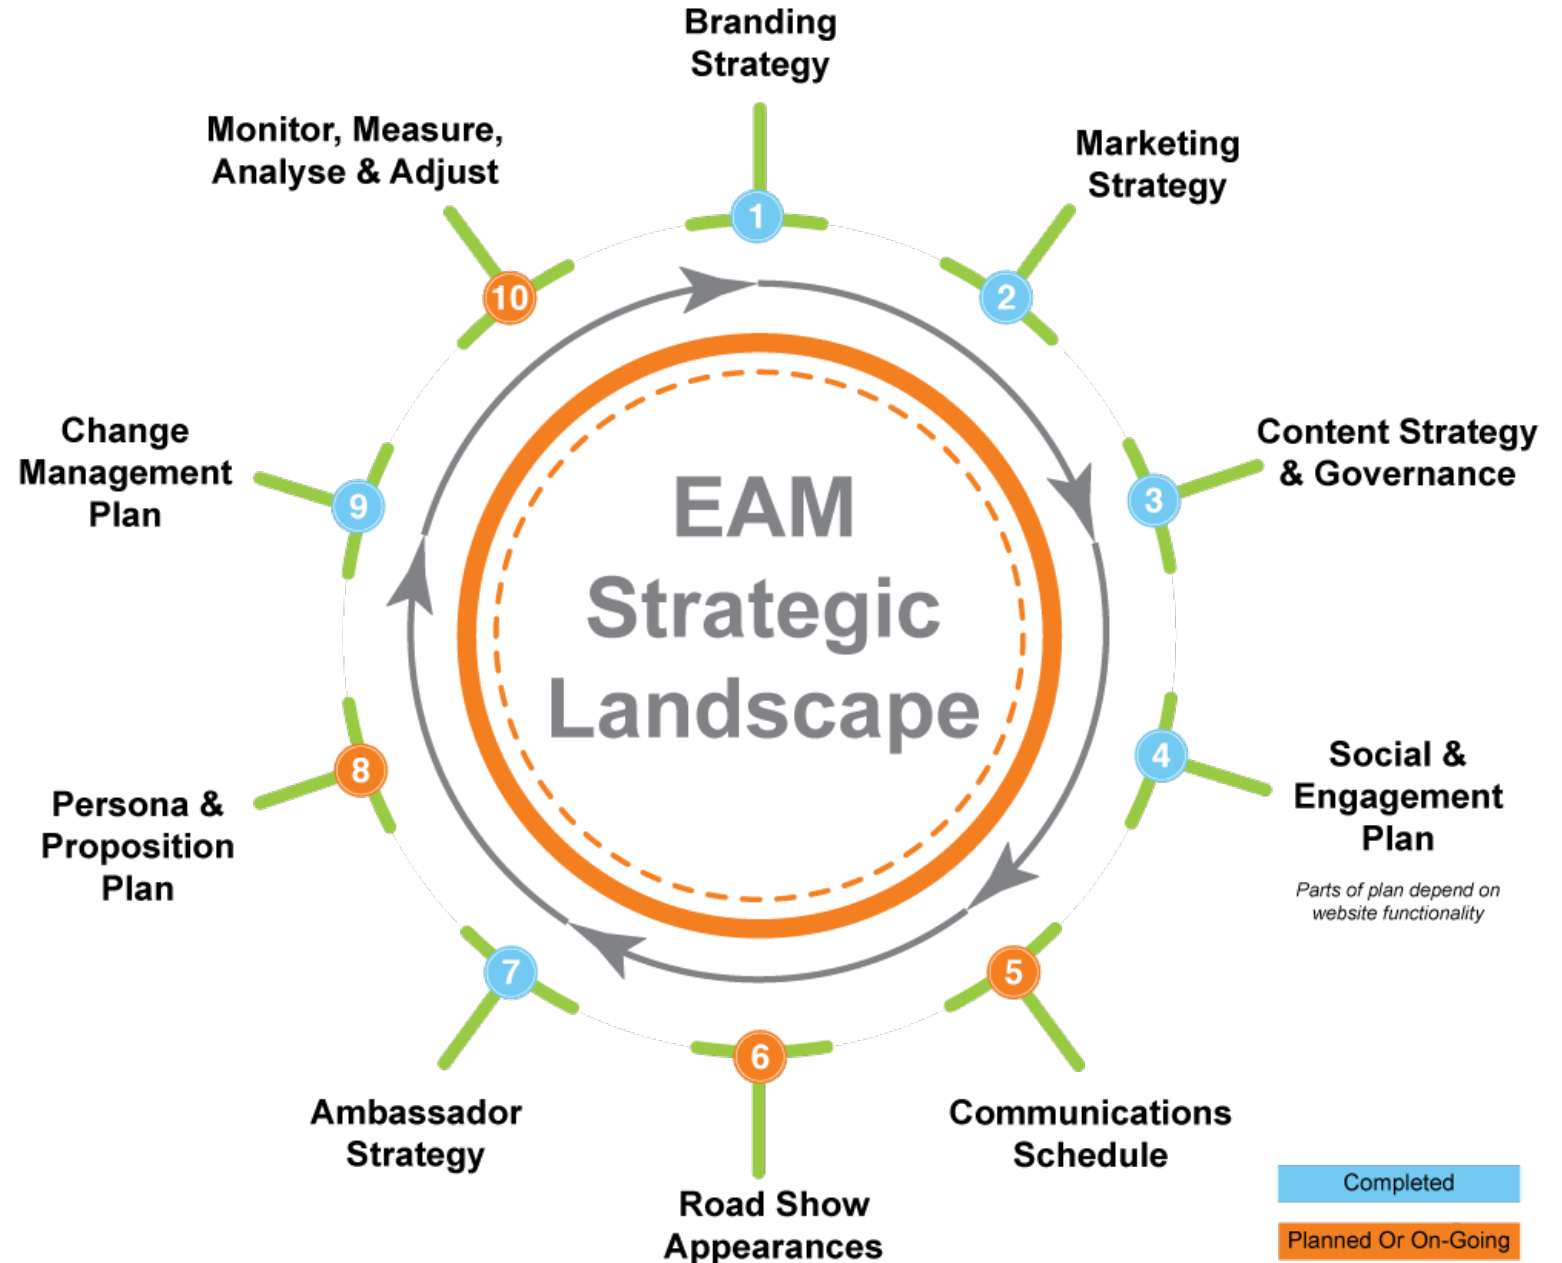 Branding
Strategy
1
Marketing
Strategy
2
Content Strategy
& Governance
3
Social &
Engagement
Plan
Parts of plan depend on
website functionality
4
Communications
Schedule
5
Road Show
Appearances
6
Ambassador
Strategy
7
Persona &
Proposition
Plan
8
Change
Management
Plan
9
Monitor, Measure,
Analyse & Adjust
10
EAM
Strategic
Landscape
Completed
Planned Or On-Going